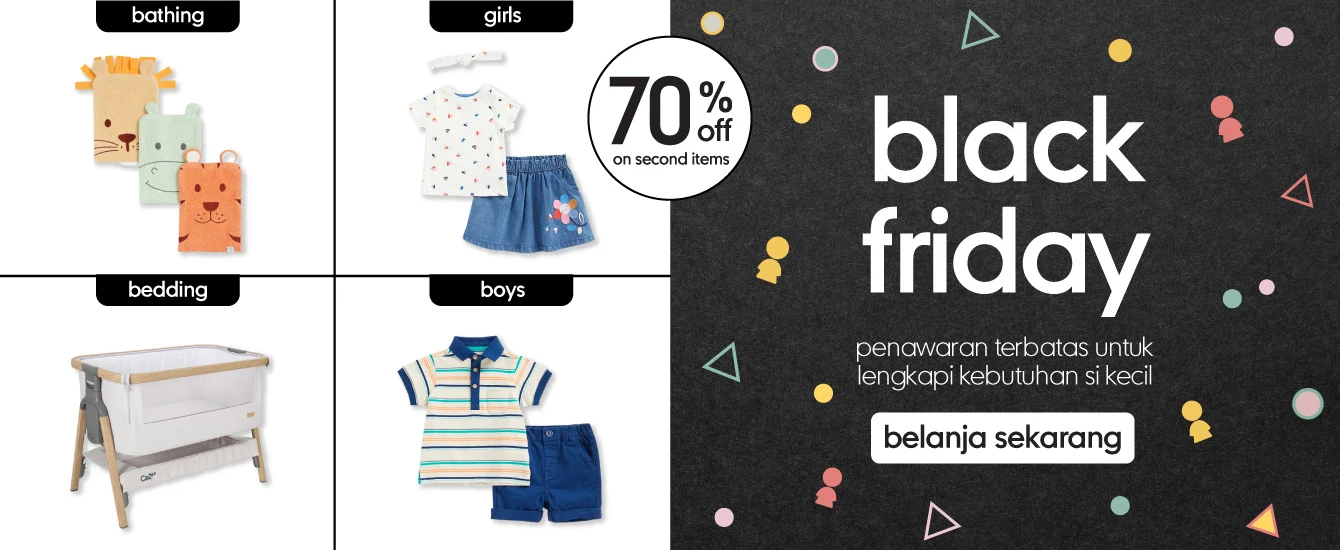 bathing
girls
70% off
on second items
bedding
boys
black
friday
penawaran terbatas untuk
lengkapi kebutuhan si kecil
belanja sekarang